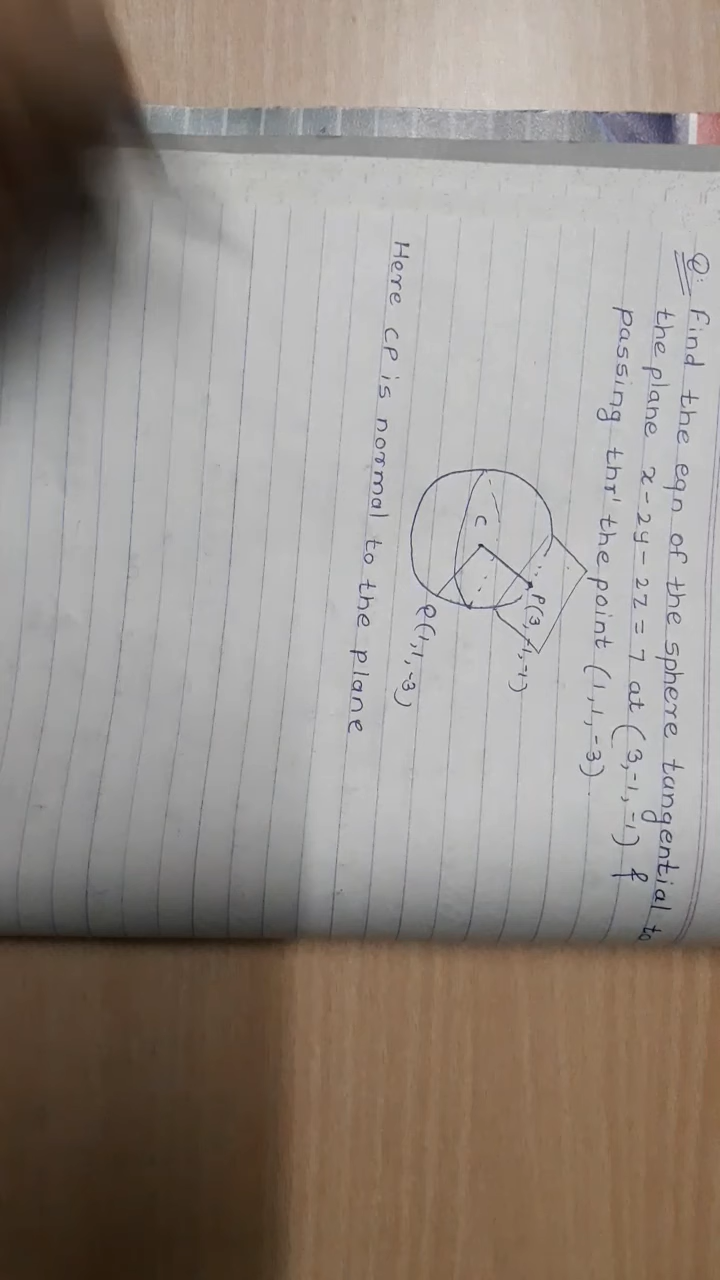 Q: Find the eqn of the sphere tangential to
the plane x-2y-2z=7 at (3,-1,-1) &
passing thr' the point (1,1,-3).
P(3,-1,-1)
C
Q(1,1,-3)
Here CP is normal to the plane